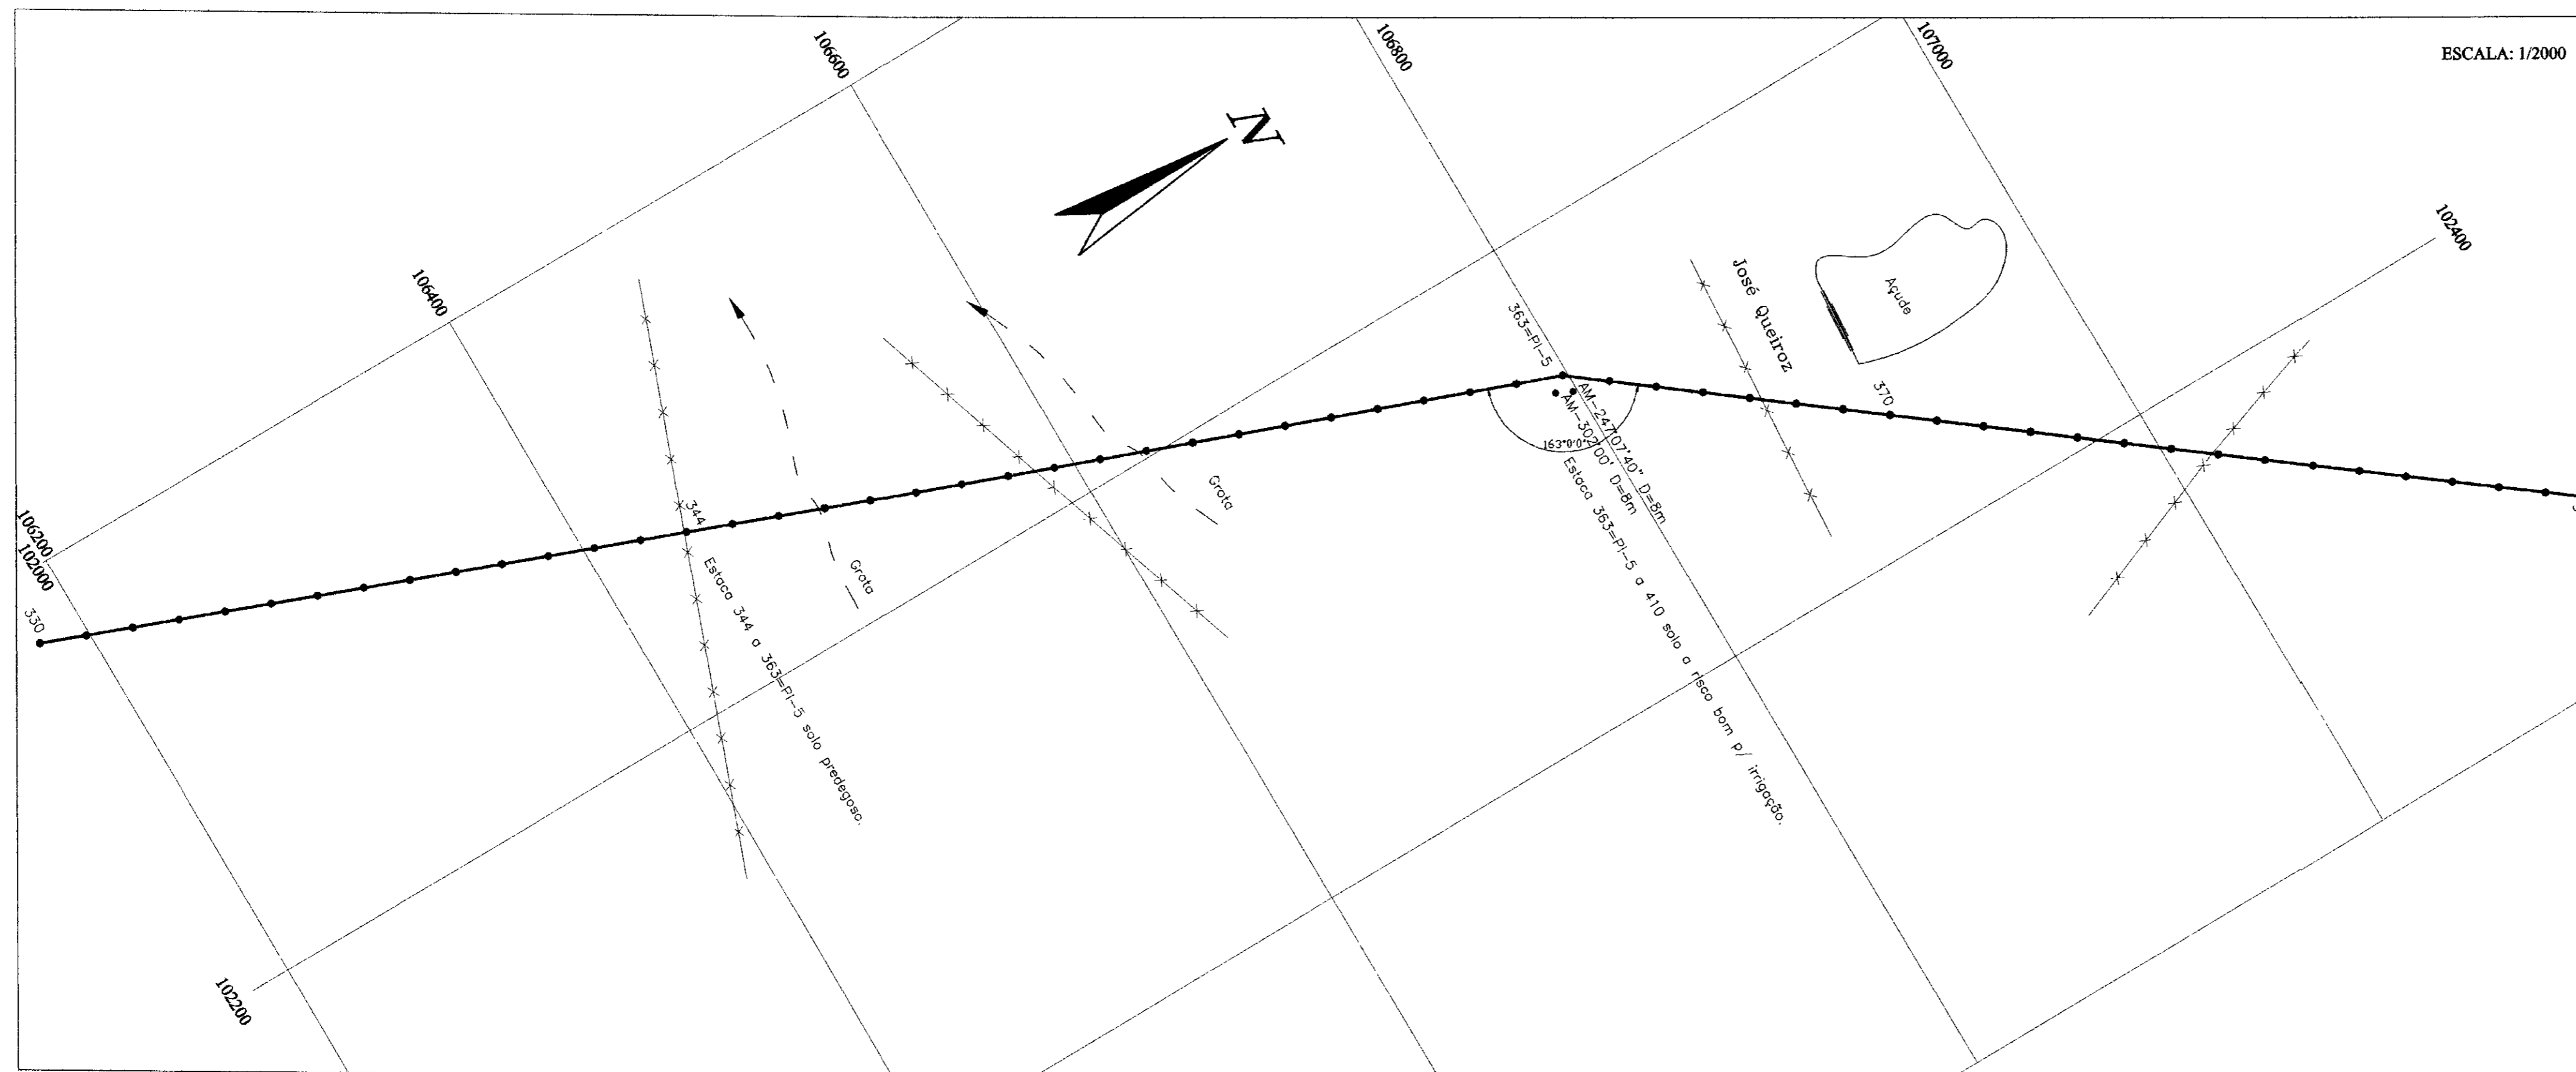 ESCALA: 1/2000
106600
106800
107000
N
102400
106400
José Queiroz
Açude
363=PI-5
370
AM-247°07'40" D=8m
AM-302°00' D=8m
163°0'0"
Estaca 363=PI-5 a 410 solo a risco bom p/ irrigação.
Grota
344
Estaca 344 a 363=PI-5 solo predegoso.
Grota
106200
102000
330
102200